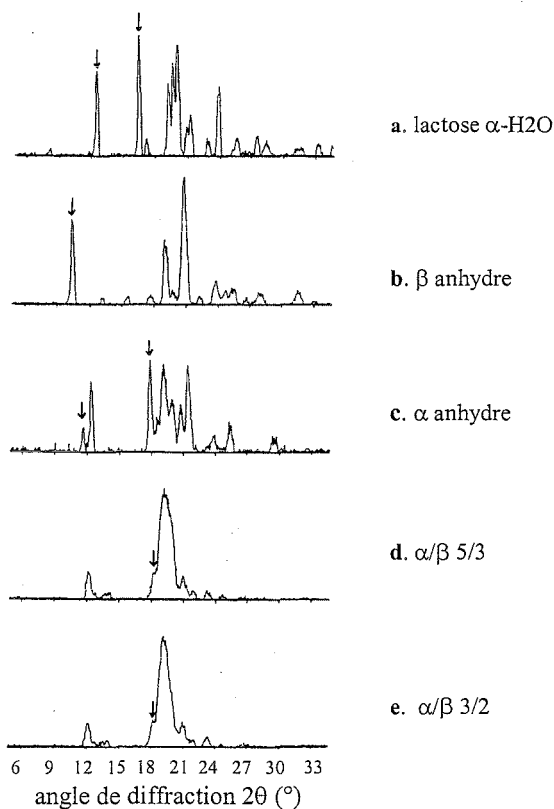 a. lactose α-H2O
b. β anhydre
c. α anhydre
d. α/β 5/3
e. α/β 3/2
6 9 12 15 18 21 24 27 33
angle de diffraction 2θ (°)